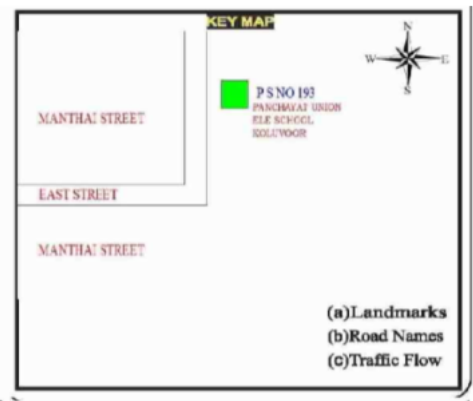 KEY MAP
N
W
E
S
P S NO 193
PANCHAYAT UNION
ELE SCHOOL
KOLUVOOR
MANTHAI STREET
EAST STREET
MANTHAI STREET
(a)Landmarks
(b)Road Names
(c)Traffic Flow